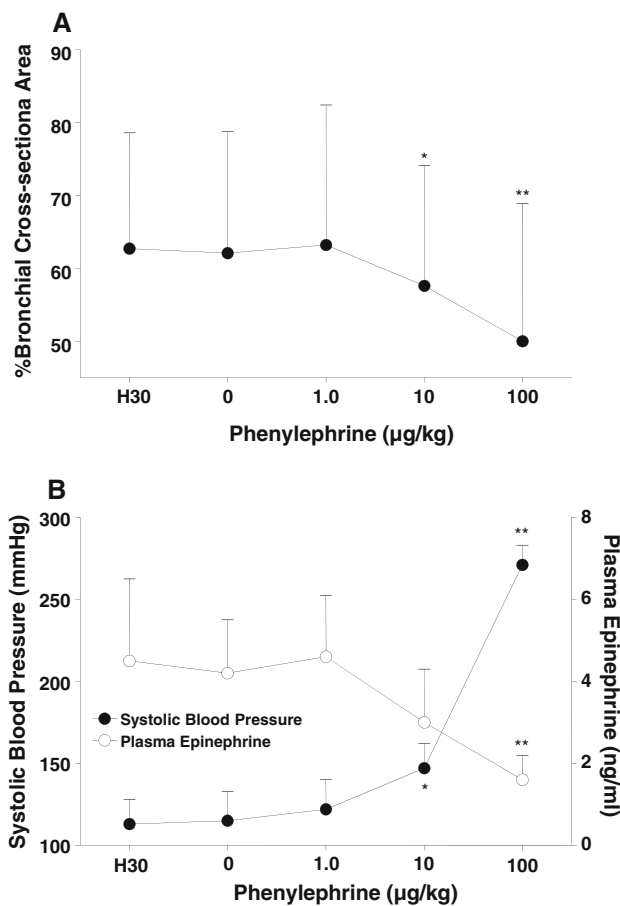 A
%Bronchial Cross-sectiona Area
90
80
70
60
50
*
**
H30 0 1.0 10 100
Phenylephrine (µg/kg)
B
Systolic Blood Pressure (mmHg)
300
250
200
150
100
Plasma Epinephrine (ng/ml)
8
6
4
2
0
**
Systolic Blood Pressure
Plasma Epinephrine
**
*
H30 0 1.0 10 100
Phenylephrine (µg/kg)